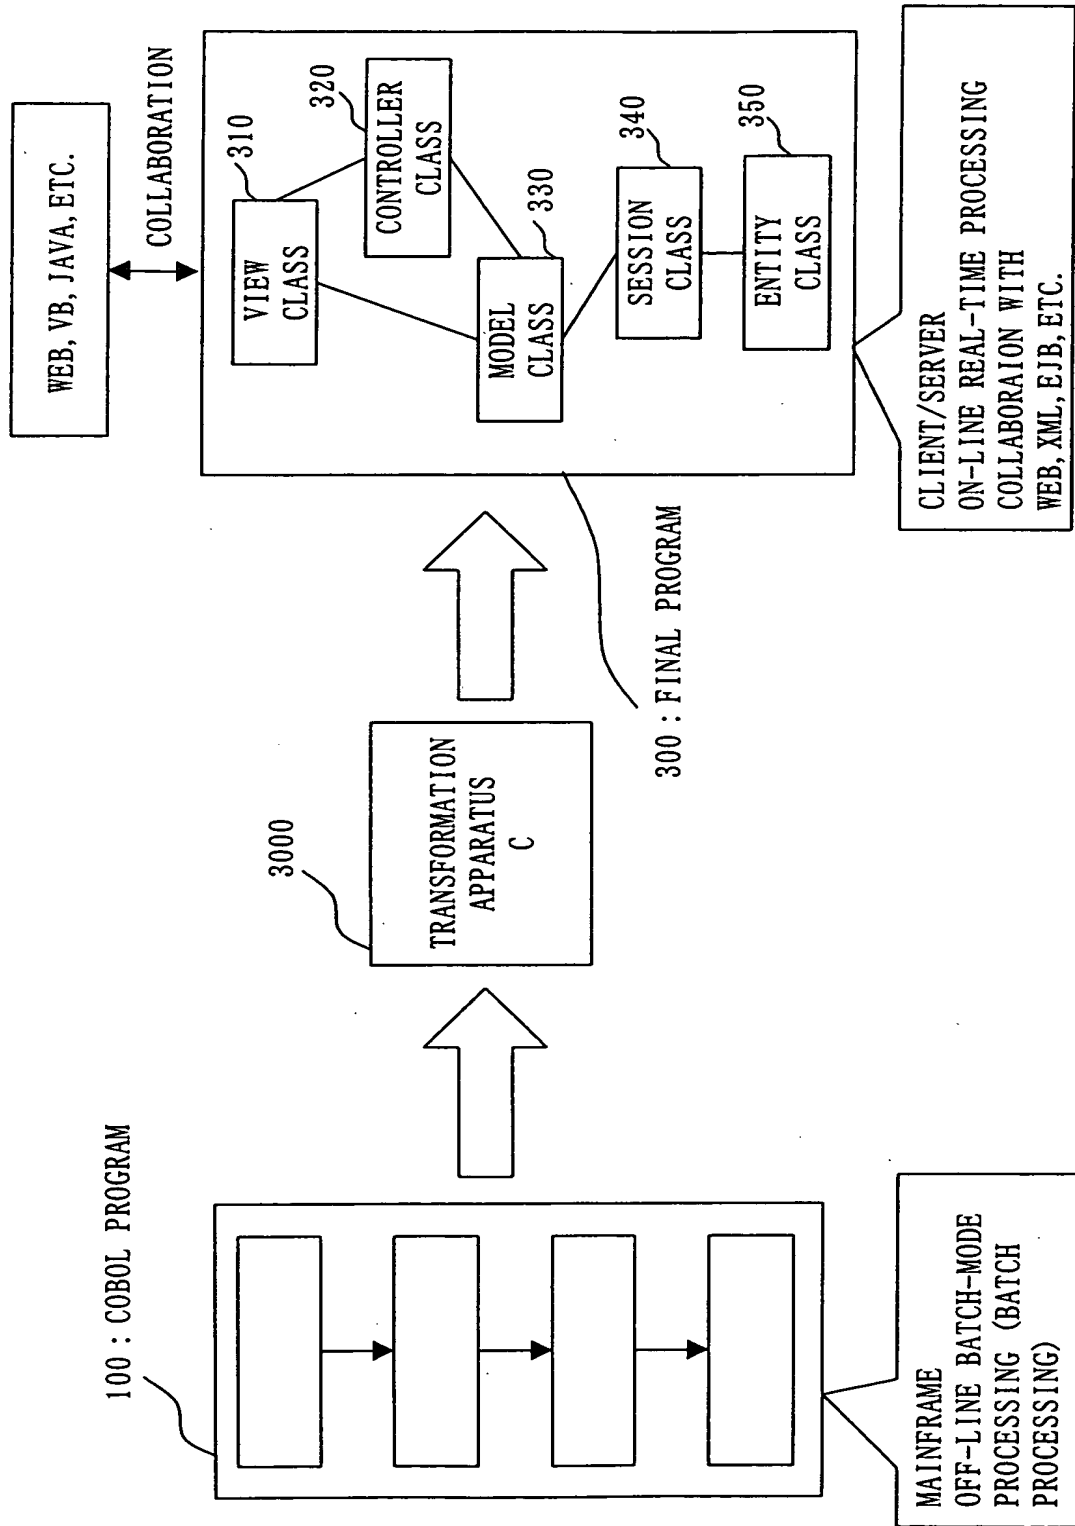 100 : COBOL PROGRAM
MAINFRAME
OFF-LINE BATCH-MODE
PROCESSING (BATCH
PROCESSING)
3000
TRANSFORMATION
APPARATUS
C
300 : FINAL PROGRAM
WEB, VB, JAVA, ETC.
COLLABORATION
VIEW
CLASS
310
CONTROLLER
CLASS
320
MODEL
CLASS
330
SESSION
CLASS
340
ENTITY
CLASS
350
CLIENT/SERVER
ON-LINE REAL-TIME PROCESSING
COLLABORAION WITH
WEB, XML, EJB, ETC.